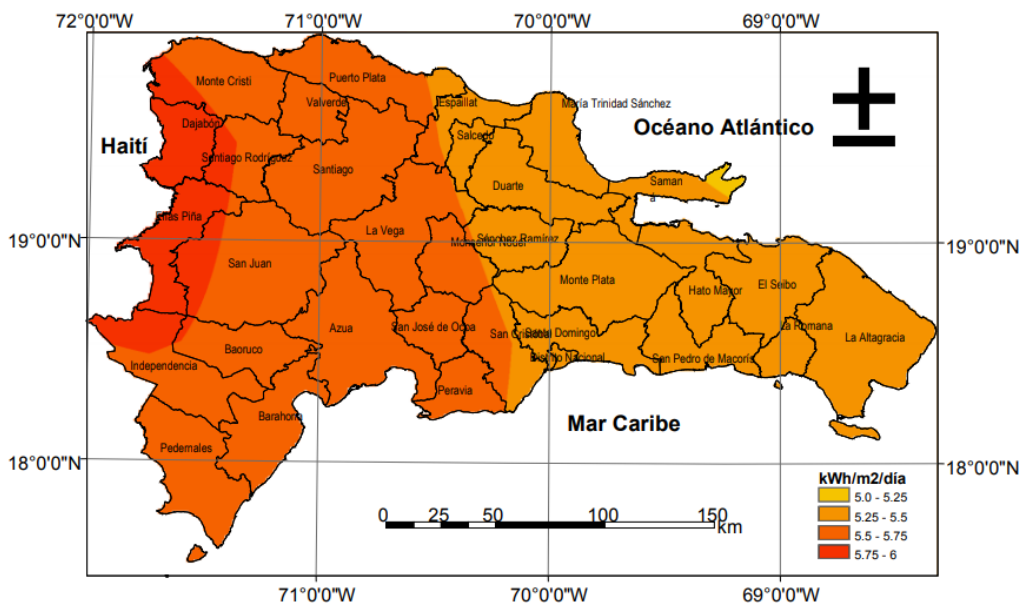 72°0'0"W 71°0'0"W 70°0'0"W 69°0'0"W
Monte Cristi
Puerto Plata
Valverde
Espaillat
María Trinidad Sánchez
Océano Atlántico
Haití
Dajabón
Salcedo
Santiago Rodríguez
Santiago
Duarte
Saman
á
Elías Piña
La Vega
Sánchez Ramírez
Monseñor Nouel
19°0'0"N
19°0'0"N
San Juan
Monte Plata
Hato Mayor
El Seibo
Azua
San José de Ocoa
San Cristóbal
Santo Domingo
La Romana
La Altagracia
Baoruco
Distrito Nacional
San Pedro de Macorís
Independencia
Peravia
Barahona
Mar Caribe
Pedernales
18°0'0"N
18°0'0"N
kWh/m2/día
5.0 - 5.25
5.25 - 5.5
5.5 - 5.75
5.75 - 6
0 25 50 100 150
km
71°0'0"W 70°0'0"W 69°0'0"W